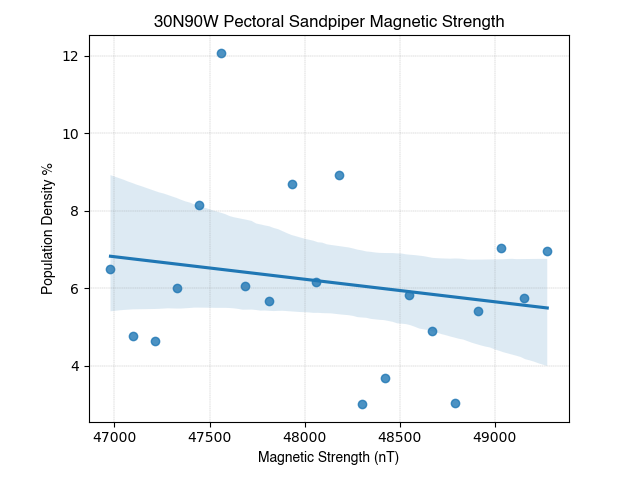 30N90W Pectoral Sandpiper Magnetic Strength
12
10
8
6
4
Population Density %
47000 47500 48000 48500 49000
Magnetic Strength (nT)